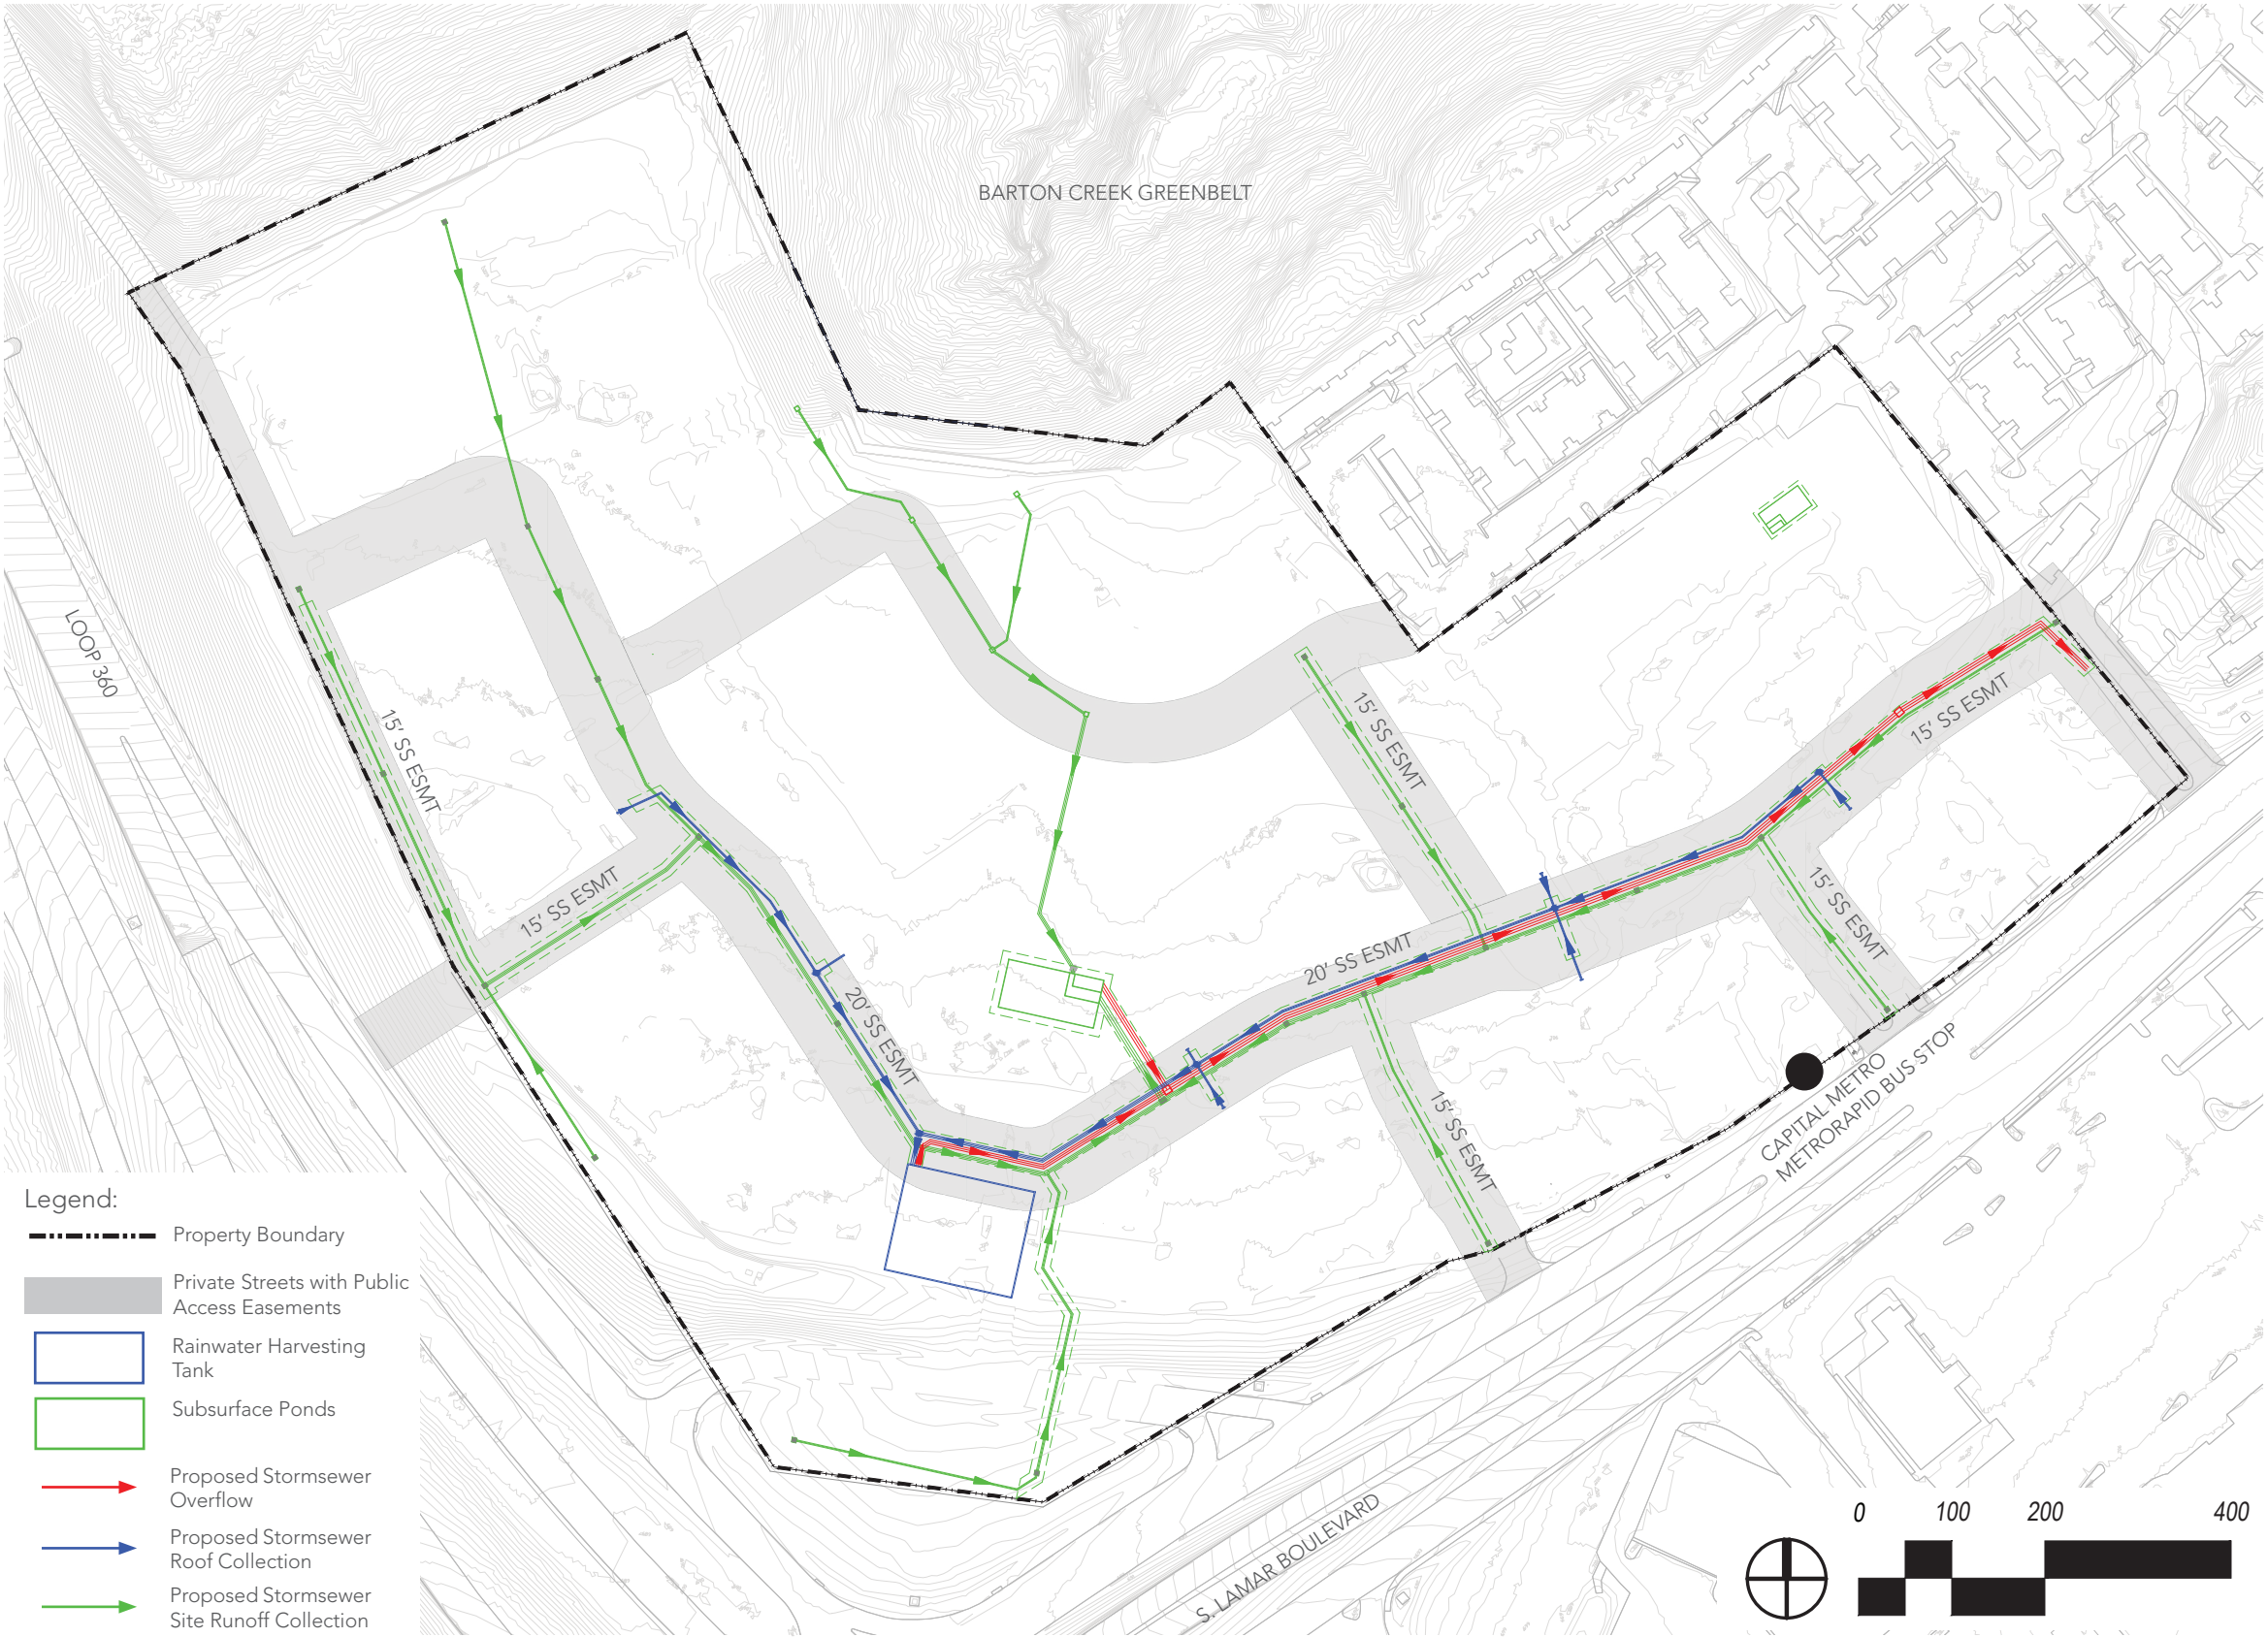 BARTON CREEK GREENBELT
LOOP 360
15' SS ESMT
15' SS ESMT
15' SS ESMT
15' SS ESMT
20' SS ESMT
20' SS ESMT
15' SS ESMT
15' SS ESMT
CAPITAL METRO
METRORAPID BUS STOP
S. LAMAR BOULEVARD
Legend:
Property Boundary
Private Streets with Public
Access Easements
Rainwater Harvesting
Tank
Subsurface Ponds
Proposed Stormsewer
Overflow
Proposed Stormsewer
Roof Collection
Proposed Stormsewer
Site Runoff Collection
0 100 200 400